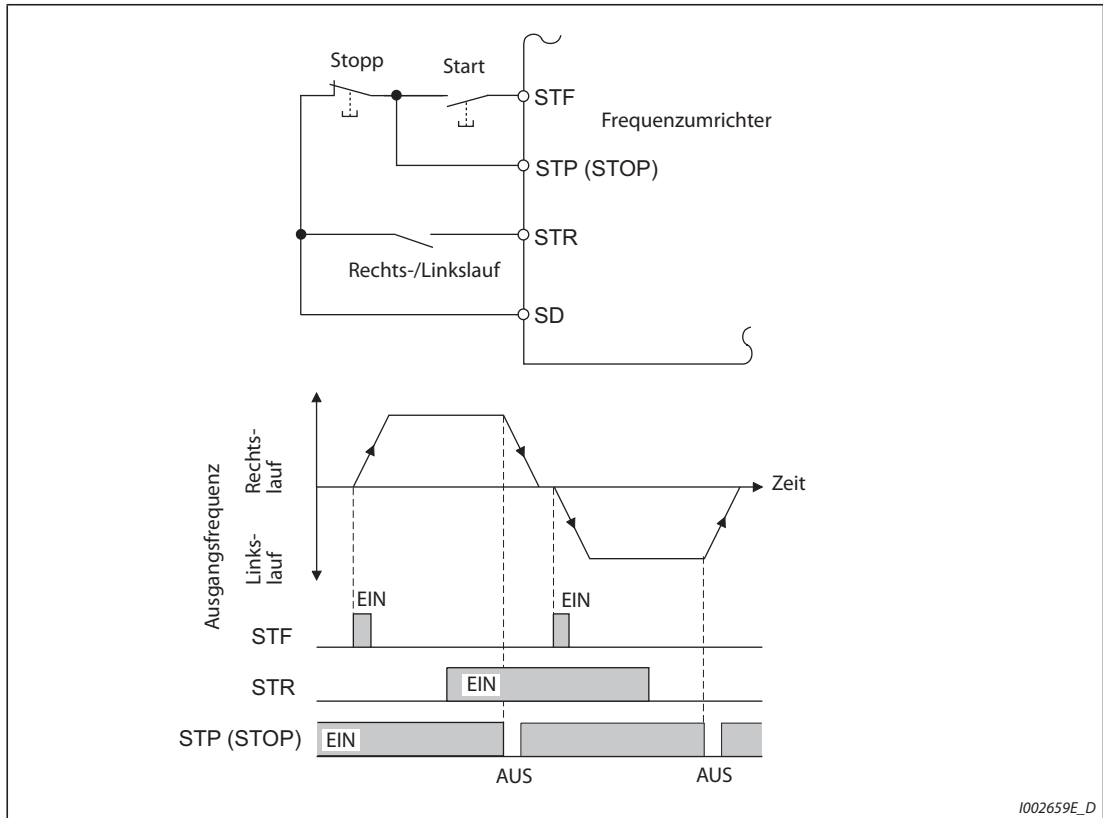 Stopp
Start
STF
Frequenzumrichter
STP (STOP)
STR
Rechts-/Linkslauf
SD
Ausgangsfrequenz
Rechts-
lauf
Links-
lauf
Zeit
EIN
EIN
STF
STR
EIN
STP (STOP)
EIN
AUS
AUS
I002659E_D